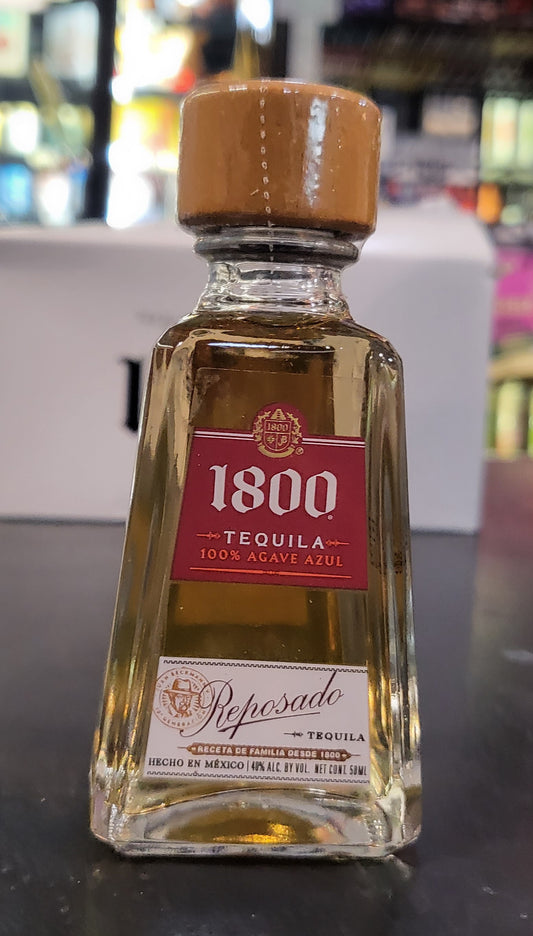 1800
1800
TEQUILA
100% AGAVE AZUL
Reposado
TEQUILA
RECETA DE FAMILIA DESDE 1800
HECHO EN MÉXICO | 40% ALC. BY VOL. NET CONT. 50ML